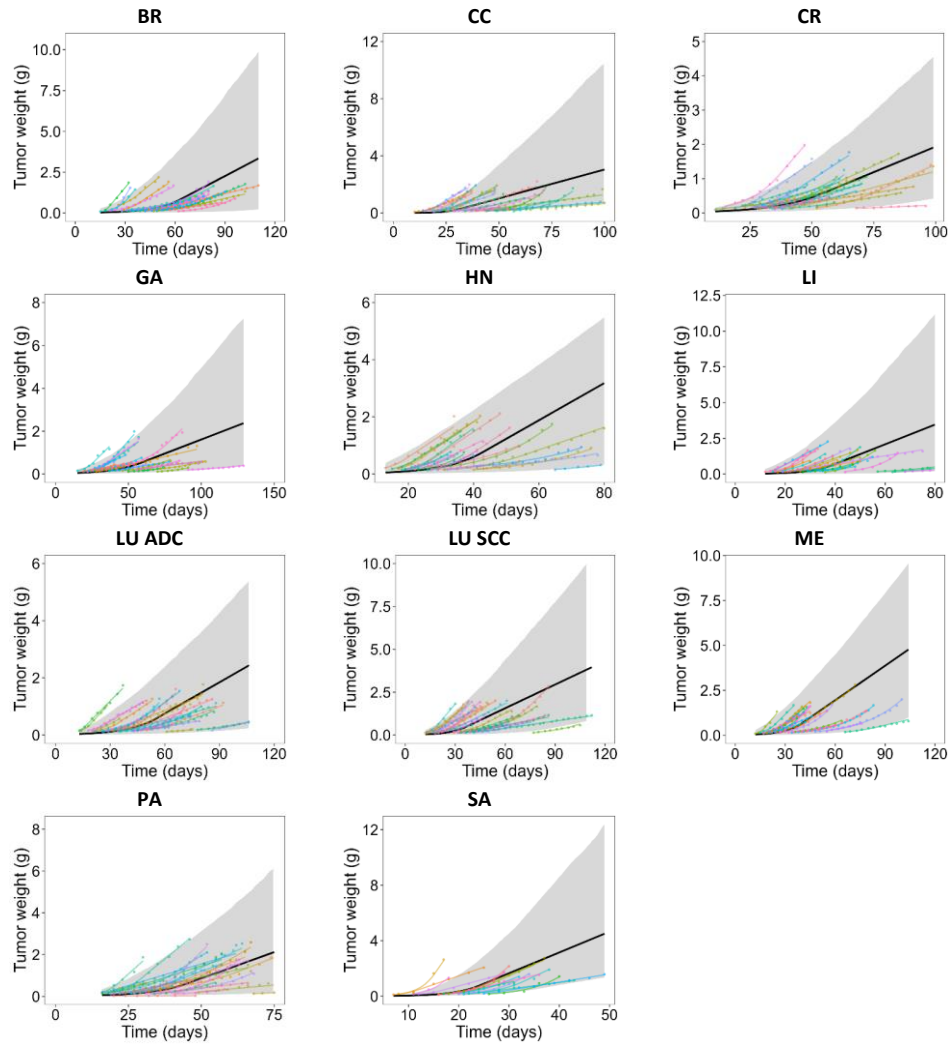 BR CC CR
10.0 12 5
7.5 4
8 3
5.0 2
2.5 4 1
0.0 0 0
0 30 60 90 120 0 25 50 75 100 25 50 75 100
Tumor weight (g) Tumor weight (g) Tumor weight (g)
Time (days) Time (days) Time (days)
GA HN LI
8 6 12.5
6 10.0
4 4 7.5
5.0
2 2 2.5
0 0 0.0
0 50 100 150 20 40 60 80 0 20 40 60 80
Tumor weight (g) Tumor weight (g) Tumor weight (g)
Time (days) Time (days) Time (days)
LU ADC LU SCC ME
6 10.0 10.0
4 7.5 7.5
5.0 5.0
2 2.5 2.5
0 0.0 0.0
0 30 60 90 120 0 30 60 90 120 0 30 60 90 120
Tumor weight (g) Tumor weight (g) Tumor weight (g)
Time (days) Time (days) Time (days)
PA SA
8 12
6 8
4
2 4
0 0
0 25 50 75 10 20 30 40 50
Tumor weight (g) Tumor weight (g)
Time (days) Time (days)